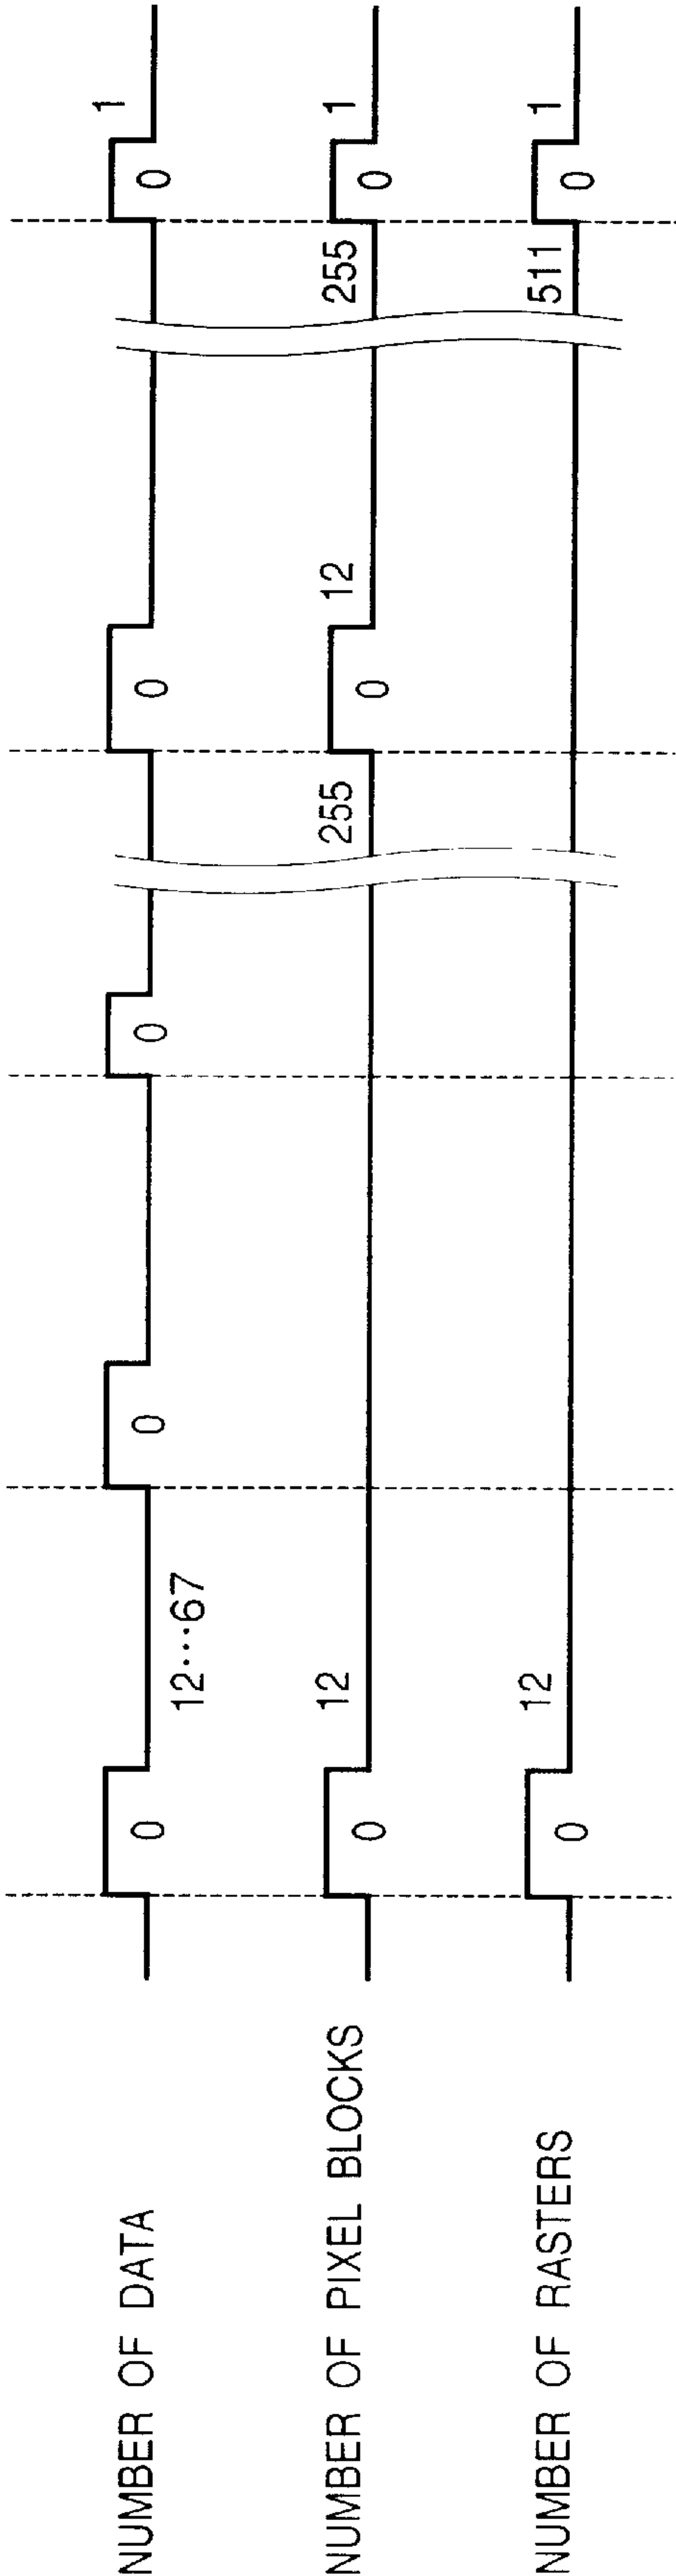 NUMBER OF DATA 0 12···67 0 0 0 0 1
NUMBER OF PIXEL BLOCKS 0 12 255 0 12 255 0 1
NUMBER OF RASTERS 0 12 511 0 1